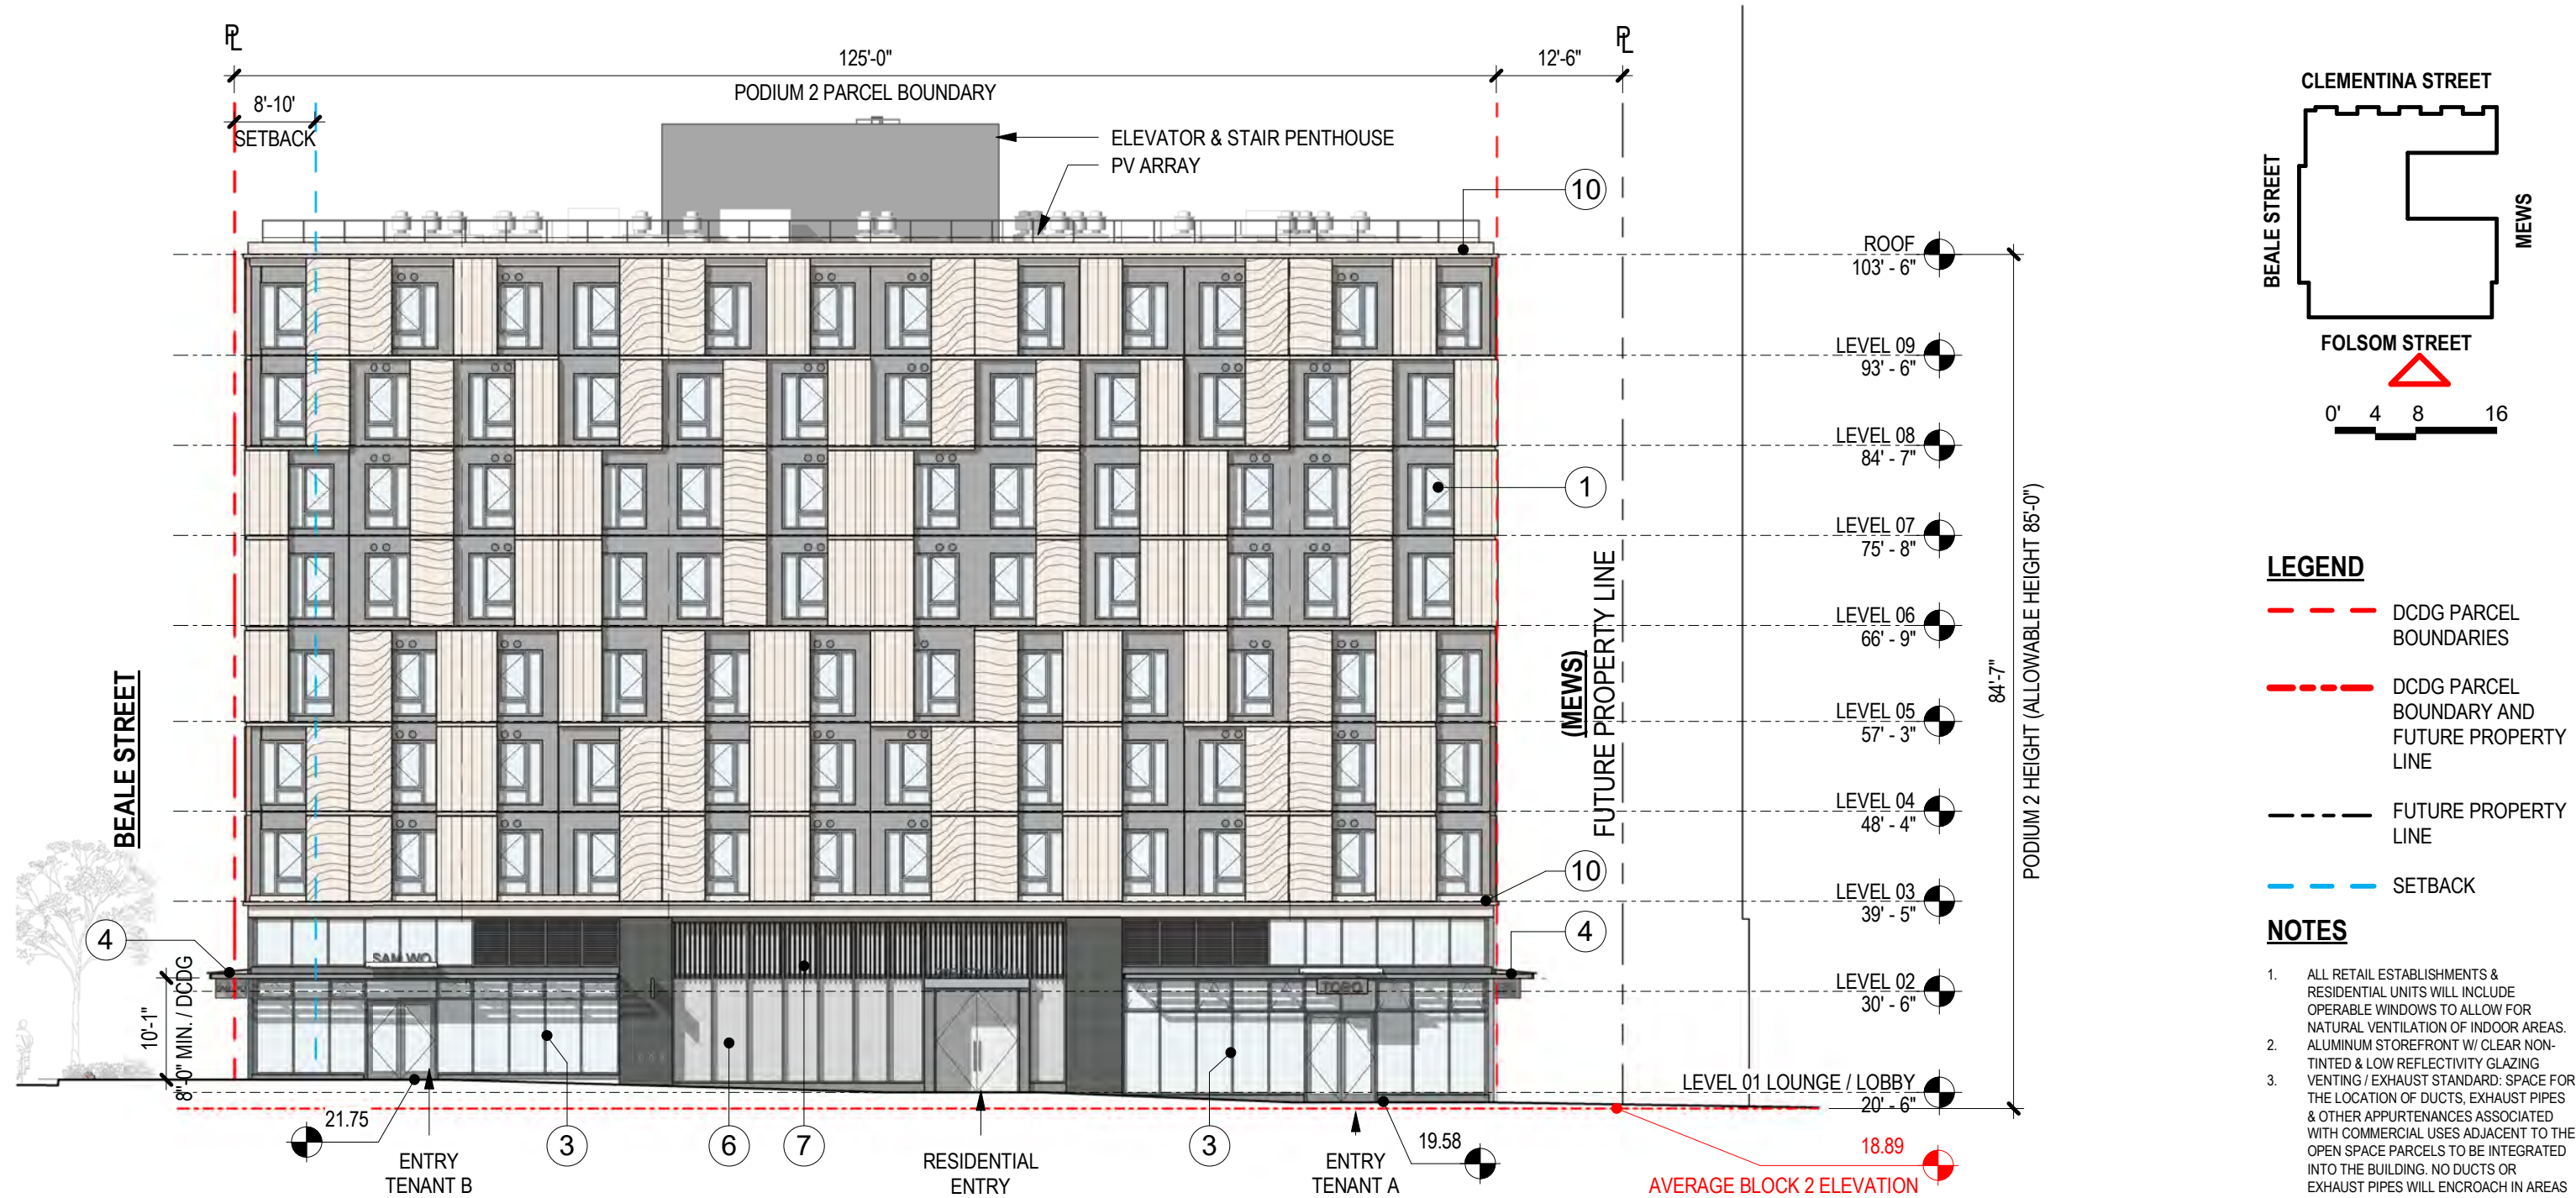 PL
PL
125'-0"
12'-6"
PODIUM 2 PARCEL BOUNDARY
8'-10'
SETBACK
ELEVATOR & STAIR PENTHOUSE
PV ARRAY
10
1
10
4
4
ROOF
103' - 6"
LEVEL 09
93' - 6"
LEVEL 08
84' - 7"
LEVEL 07
75' - 8"
LEVEL 06
66' - 9"
LEVEL 05
57' - 3"
LEVEL 04
48' - 4"
LEVEL 03
39' - 5"
LEVEL 02
30' - 6"
LEVEL 01 LOUNGE / LOBBY
20' - 6"
84'-7"
PODIUM 2 HEIGHT (ALLOWABLE HEIGHT 85'-0")
(MEWS)
FUTURE PROPERTY LINE
BEALE STREET
10'-1"
8'-0" MIN. / DCDG
SAM WO
TOBO
21.75
ENTRY
TENANT B
3
6
7
RESIDENTIAL
ENTRY
3
ENTRY
TENANT A
19.58
18.89
AVERAGE BLOCK 2 ELEVATION
CLEMENTINA STREET
BEALE STREET
MEWS
FOLSOM STREET
0' 4 8 16
LEGEND
DCDG PARCEL
BOUNDARIES
DCDG PARCEL
BOUNDARY AND
FUTURE PROPERTY
LINE
FUTURE PROPERTY
LINE
SETBACK
NOTES
1. ALL RETAIL ESTABLISHMENTS &
RESIDENTIAL UNITS WILL INCLUDE
OPERABLE WINDOWS TO ALLOW FOR
NATURAL VENTILATION OF INDOOR AREAS.
2. ALUMINUM STOREFRONT W/ CLEAR NON-
TINTED & LOW REFLECTIVITY GLAZING
3. VENTING / EXHAUST STANDARD: SPACE FOR
THE LOCATION OF DUCTS, EXHAUST PIPES
& OTHER APPURTENANCES ASSOCIATED
WITH COMMERCIAL USES ADJACENT TO THE
OPEN SPACE PARCELS TO BE INTEGRATED
INTO THE BUILDING. NO DUCTS OR
EXHAUST PIPES WILL ENCROACH IN AREAS